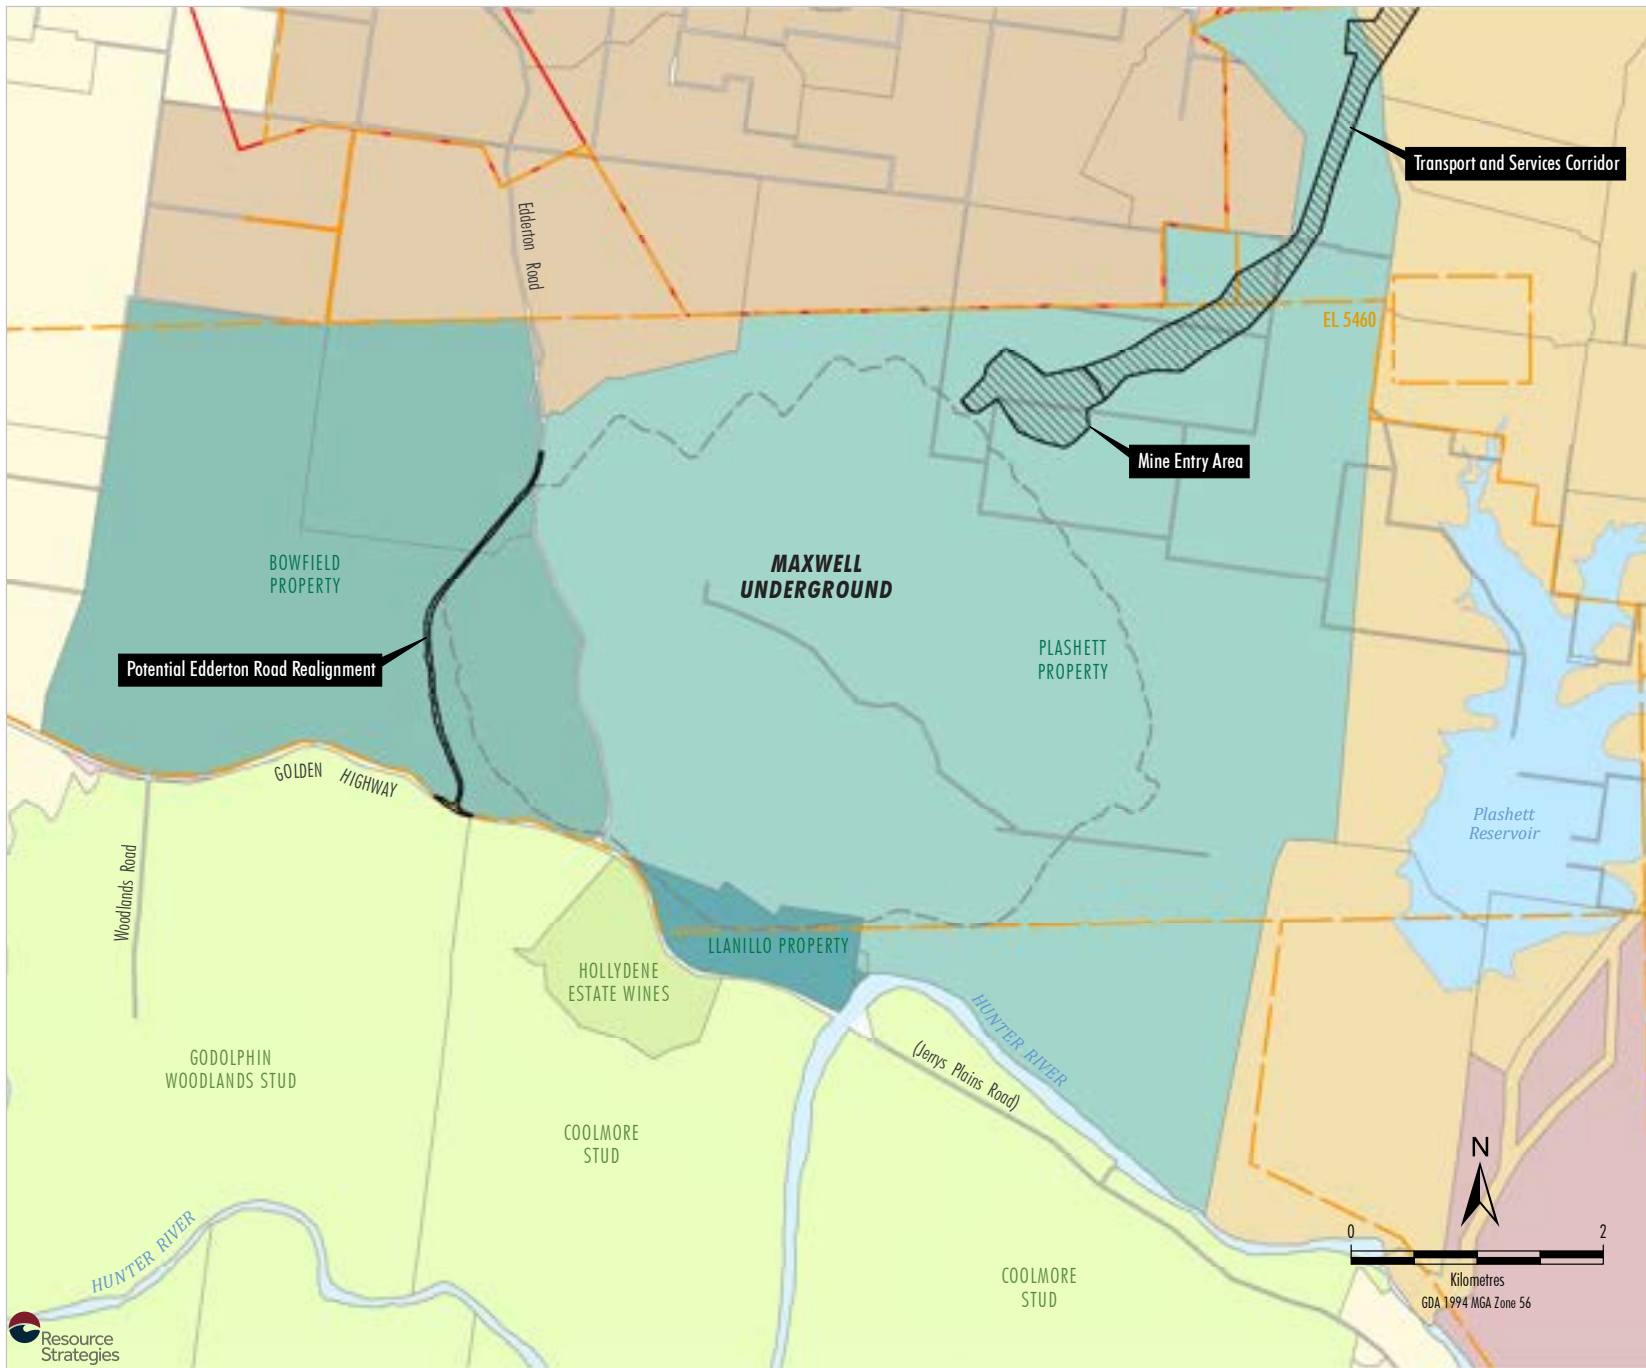 Transport and Services Corridor
Edderton Road
EL 5460
Mine Entry Area
BOWFIELD
PROPERTY
MAXWELL
UNDERGROUND
PLASHETT
PROPERTY
Potential Edderton Road Realignment
GOLDEN HIGHWAY
Plashett
Reservoir
Woodlands Road
LLANILLO PROPERTY
HOLLYDENE
ESTATE WINES
HUNTER RIVER
(Jerrys Plains Road)
GODOLPHIN
WOODLANDS STUD
COOLMORE
STUD
N
0 2
Kilometres
GDA 1994 MGA Zone 56
HUNTER RIVER
COOLMORE
STUD
Resource
Strategies